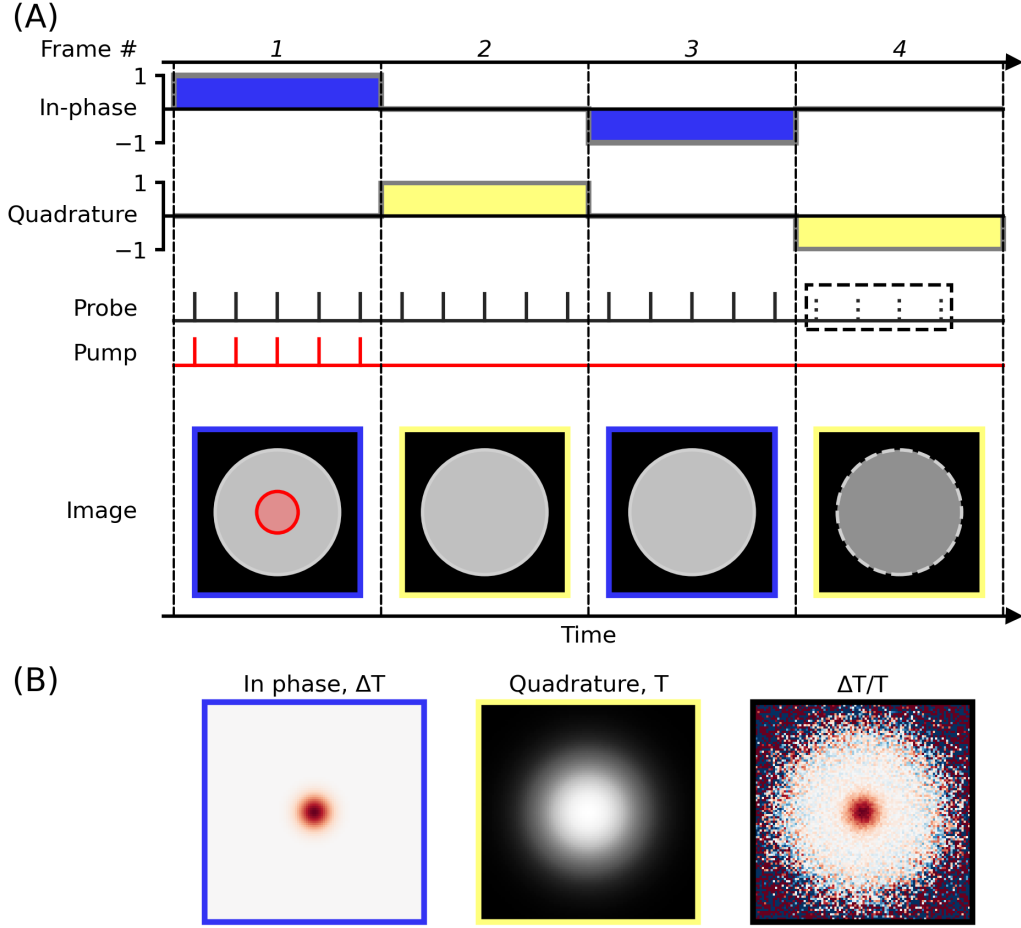 (A)
Frame # 1 2 3 4
1
In-phase
−1
1
Quadrature
−1
Probe
Pump
Image
Time
(B)
In phase, ΔT Quadrature, T ΔT/T